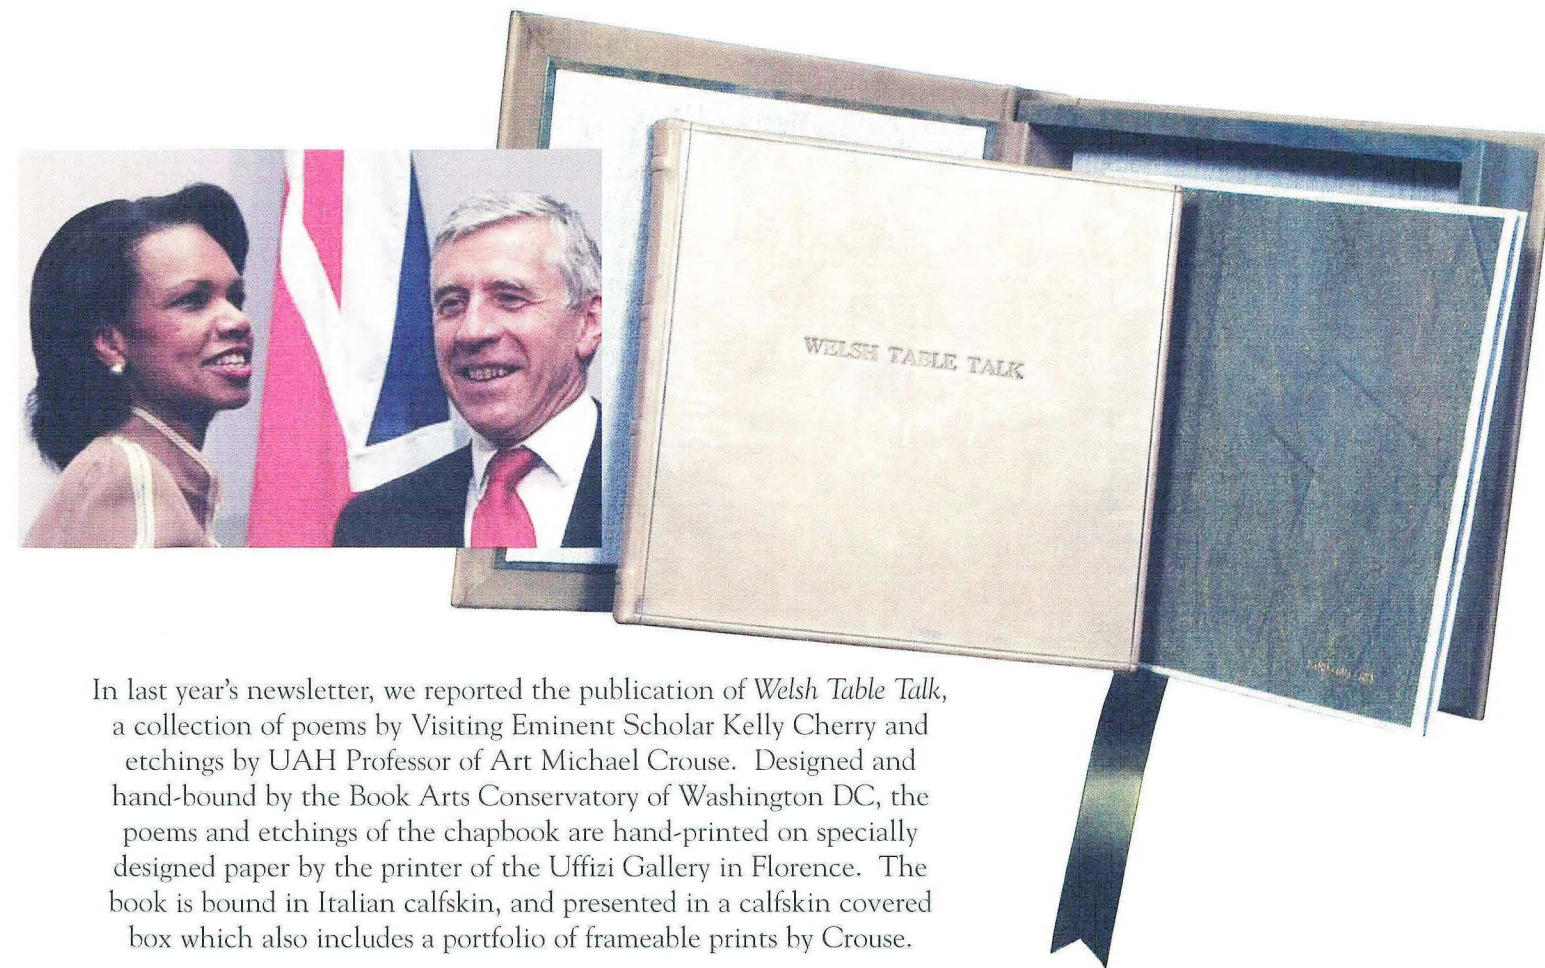 WELSH TABLE TALK
In last year's newsletter, we reported the publication of Welsh Table Talk,
a collection of poems by Visiting Eminent Scholar Kelly Cherry and
etchings by UAH Professor of Art Michael Crouse.  Designed and
hand-bound by the Book Arts Conservatory of Washington DC, the
poems and etchings of the chapbook are hand-printed on specially
designed paper by the printer of the Uffizi Gallery in Florence.  The
book is bound in Italian calfskin, and presented in a calfskin covered
box which also includes a portfolio of frameable prints by Crouse.